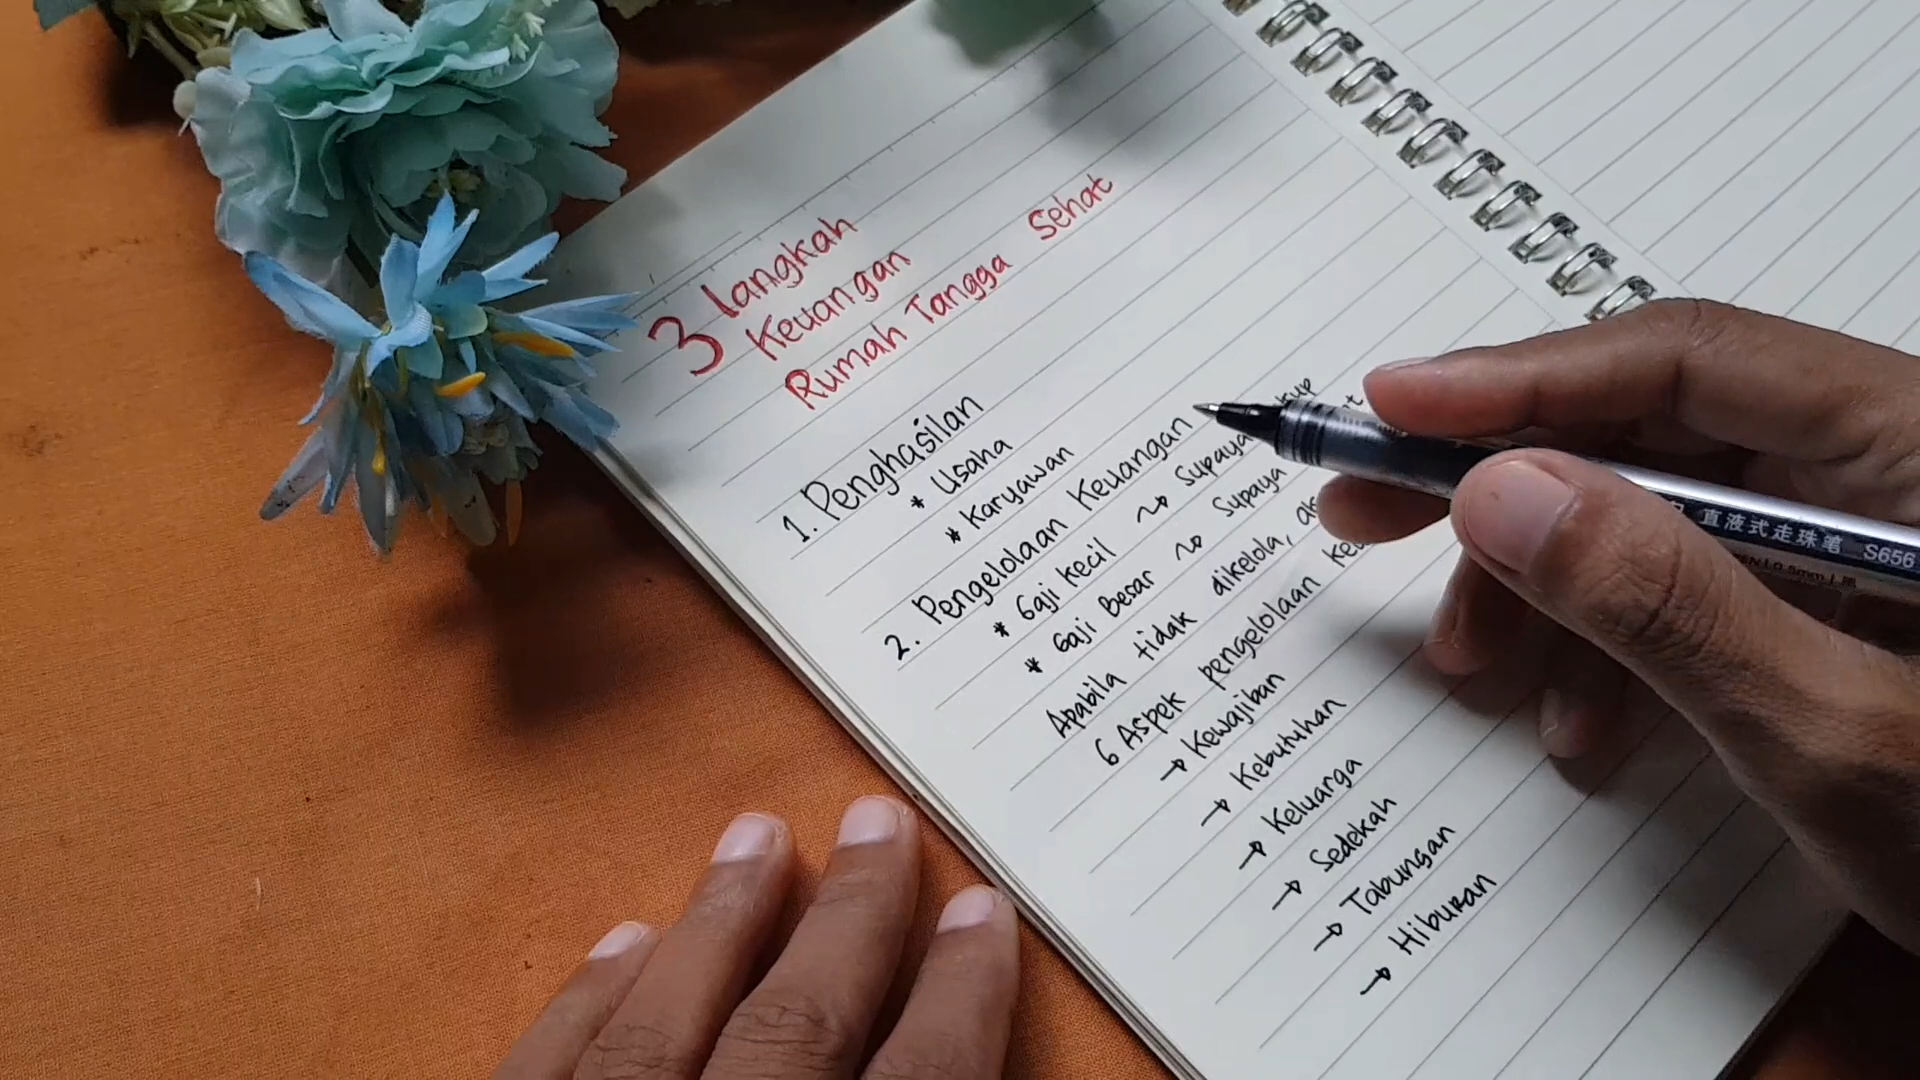 3 langkah
Keuangan
Rumah Tangga Sehat
1. Penghasilan
* Usaha
* Karyawan
2. Pengelolaan Keuangan
* Gaji kecil ~> Supaya
* Gaji Besar ~> Supaya
Apabila tidak dikelola,
6 Aspek pengelolaan
→ Kewajiban
→ Kebutuhan
→ Keluarga
→ Sedekah
→ Tabungan
→ Hiburan
直液式走珠笔 S656
0.5mm